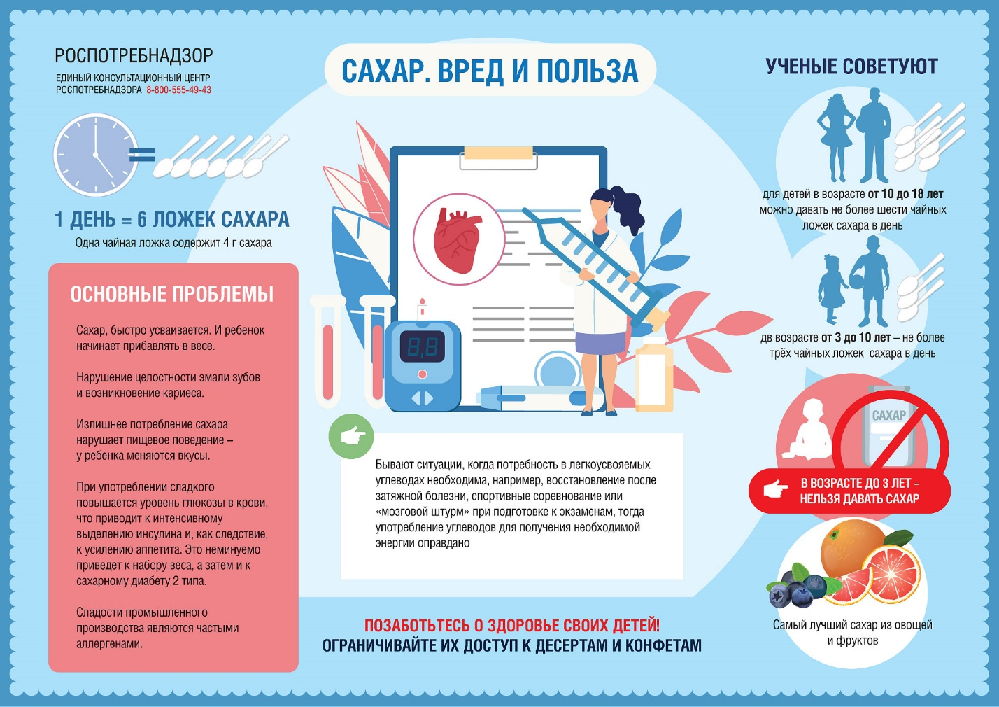 РОСПОТРЕБНАДЗОР
ЕДИНЫЙ КОНСУЛЬТАЦИОННЫЙ ЦЕНТР
РОСПОТРЕБНАДЗОРА 8-800-555-49-43
САХАР. ВРЕД И ПОЛЬЗА
УЧЕНЫЕ СОВЕТУЮТ
=
1 ДЕНЬ = 6 ЛОЖЕК САХАРА
Одна чайная ложка содержит 4 г сахара
ОСНОВНЫЕ ПРОБЛЕМЫ
Сахар, быстро усваивается. И ребенок
начинает прибавлять в весе.
Нарушение целостности эмали зубов
и возникновение кариеса.
Излишнее потребление сахара
нарушает пищевое поведение –
у ребенка меняются вкусы.
При употреблении сладкого
повышается уровень глюкозы в крови,
что приводит к интенсивному
выделению инсулина и, как следствие,
к усилению аппетита. Это неминуемо
приведет к набору веса, а затем и к
сахарному диабету 2 типа.
Сладости промышленного
производства являются частыми
аллергенами.
8,8
Бывают ситуации, когда потребность в легкоусвояемых
углеводах необходима, например, восстановление после
затяжной болезни, спортивные соревнование или
«мозговой штурм» при подготовке к экзаменам, тогда
употребление углеводов для получения необходимой
энергии оправдано
ПОЗАБОТЬТЕСЬ О ЗДОРОВЬЕ СВОИХ ДЕТЕЙ!
ОГРАНИЧИВАЙТЕ ИХ ДОСТУП К ДЕСЕРТАМ И КОНФЕТАМ
для детей в возрасте от 10 до 18 лет
можно давать не более шести чайных
ложек сахара в день
дв возрасте от 3 до 10 лет – не более
трёх чайных ложек сахара в день
САХАР
В ВОЗРАСТЕ ДО 3 ЛЕТ -
НЕЛЬЗЯ ДАВАТЬ САХАР
Самый лучший сахар из овощей
и фруктов